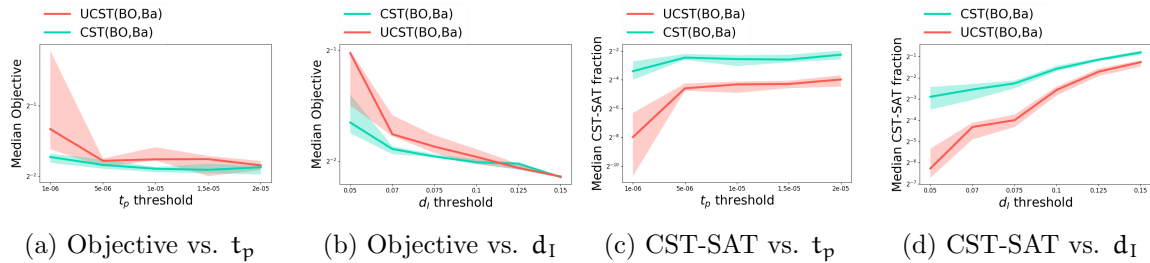 UCST(BO,Ba)
CST(BO,Ba)
Median Objective
2⁻¹
2⁻²
1e-06 5e-06 1e-05 1.5e-05 2e-05
t_p threshold
(a) Objective vs. t_p
CST(BO,Ba)
UCST(BO,Ba)
Median Objective
2⁻¹
2⁻²
0.05 0.07 0.075 0.1 0.125 0.15
d_I threshold
(b) Objective vs. d_I
UCST(BO,Ba)
CST(BO,Ba)
Median CST-SAT fraction
2⁻²
2⁻⁴
2⁻⁶
2⁻⁸
2⁻¹⁰
1e-06 5e-06 1e-05 1.5e-05 2e-05
t_p threshold
(c) CST-SAT vs. t_p
CST(BO,Ba)
UCST(BO,Ba)
Median CST-SAT fraction
2⁻¹
2⁻²
2⁻³
2⁻⁴
2⁻⁵
2⁻⁶
2⁻⁷
0.05 0.07 0.075 0.1 0.125 0.15
d_I threshold
(d) CST-SAT vs. d_I